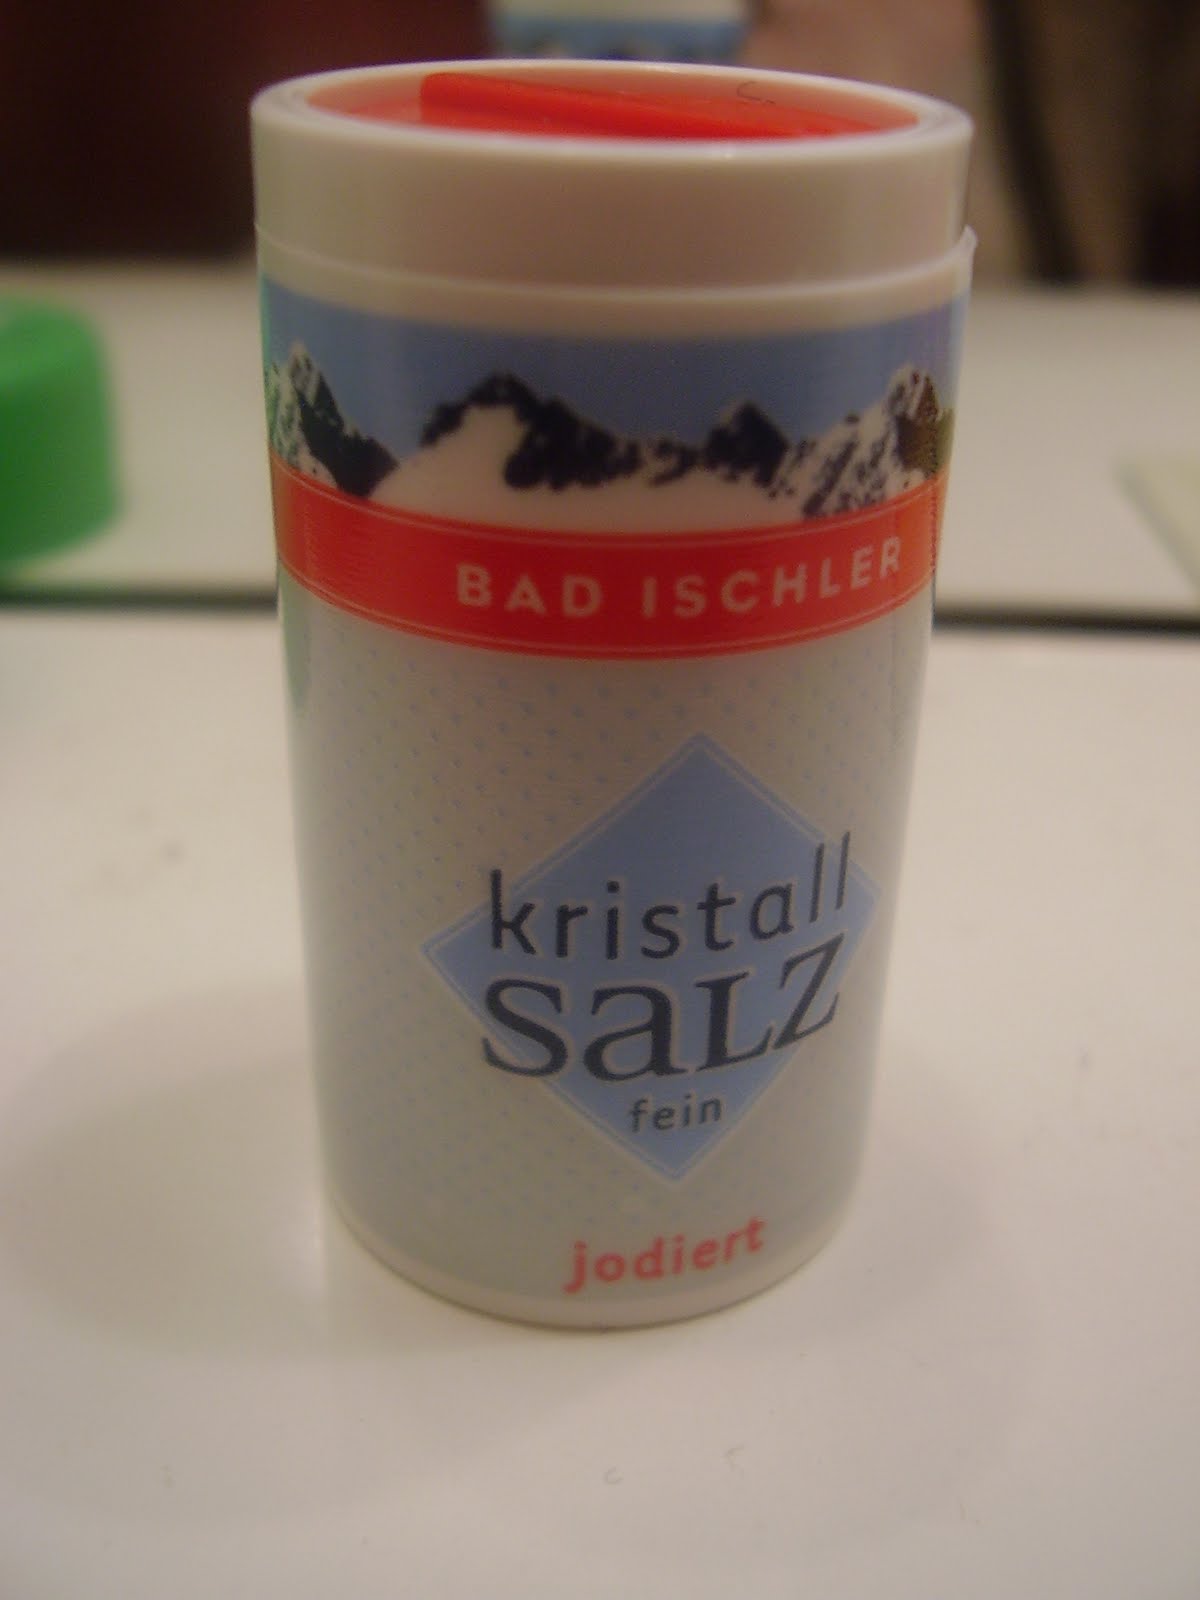 BAD ISCHLER
kristall
SALZ
fein
jodiert